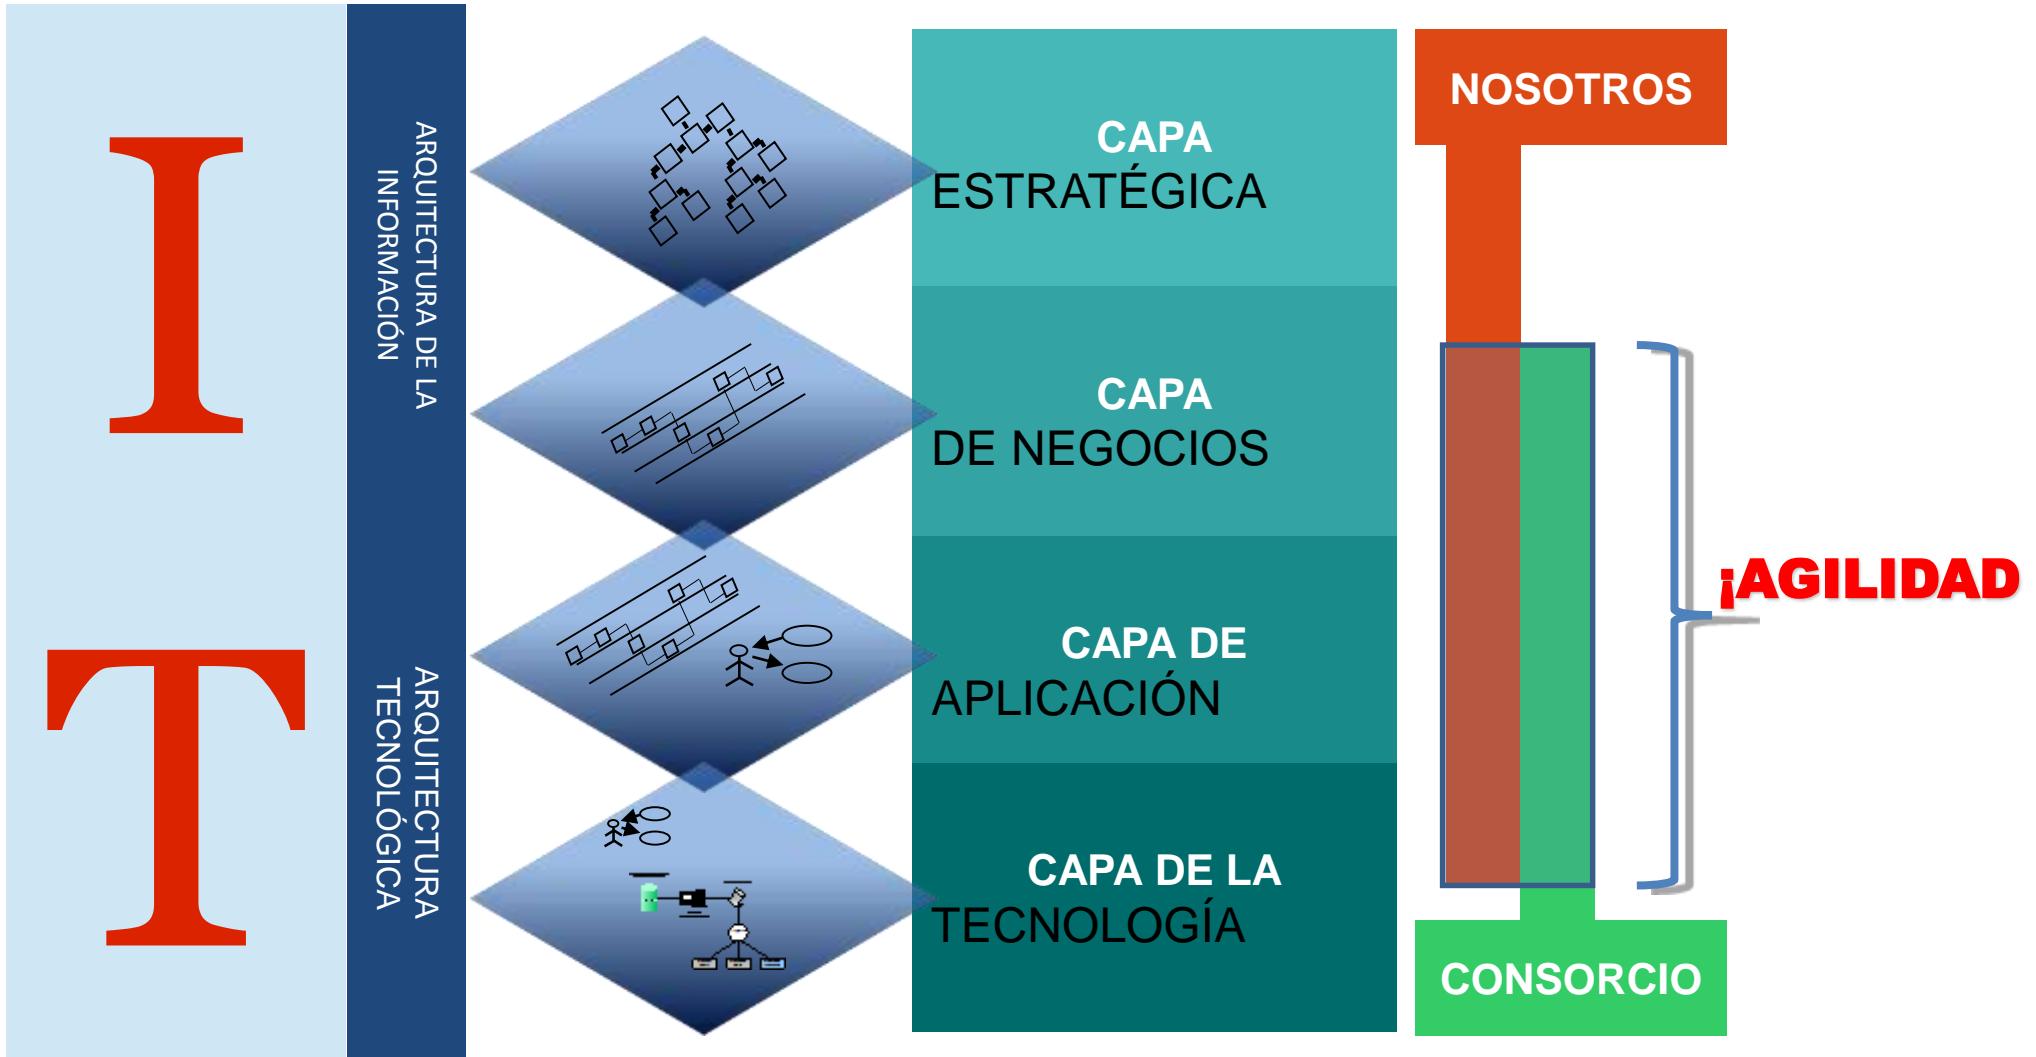 I
T
ARQUITECTURA DE LA
INFORMACIÓN
ARQUITECTURA
TECNOLÓGICA
CAPA
ESTRATÉGICA
CAPA
DE NEGOCIOS
CAPA DE
APLICACIÓN
CAPA DE LA
TECNOLOGÍA
NOSOTROS
¡AGILIDAD
CONSORCIO